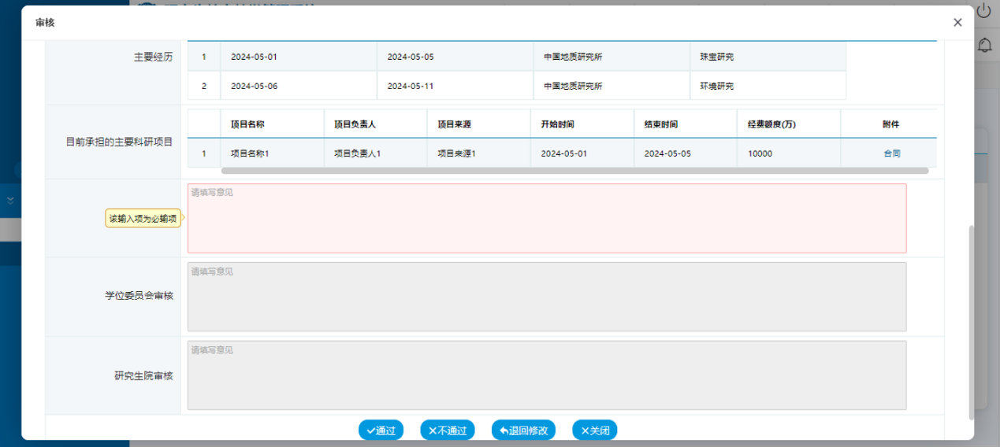 审核
主要经历
1 2024-05-01 2024-05-05 中国地质研究所 珠宝研究
2 2024-05-06 2024-05-11 中国地质研究所 环境研究
目前承担的主要科研项目
项目名称 项目负责人 项目来源 开始时间 结束时间 经费额度(万) 附件
1 项目名称1 项目负责人1 项目来源1 2024-05-01 2024-05-05 10000 合同
请填写意见
该输入项为必输项
请填写意见
学位委员会审核
请填写意见
研究生院审核
通过 不通过 退回修改 关闭